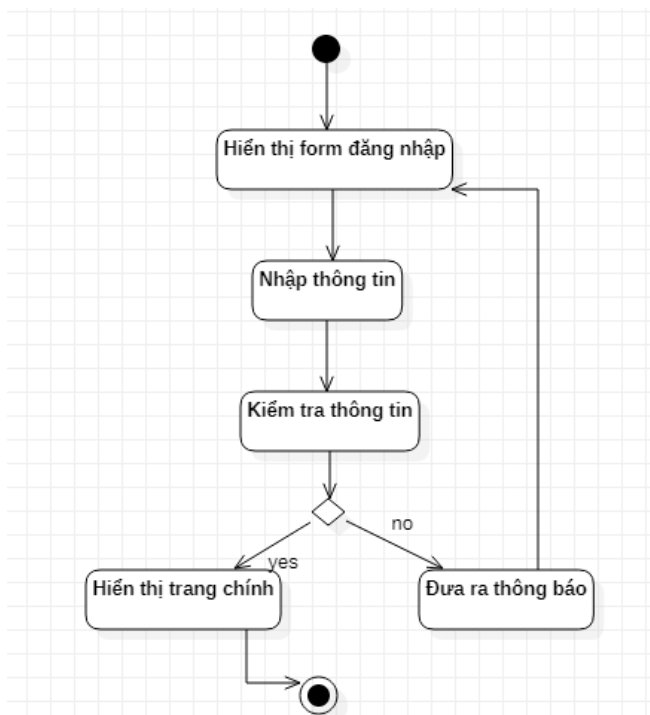 Hiển thị form đăng nhập
Nhập thông tin
Kiểm tra thông tin
no
yes
Hiển thị trang chính
Đưa ra thông báo